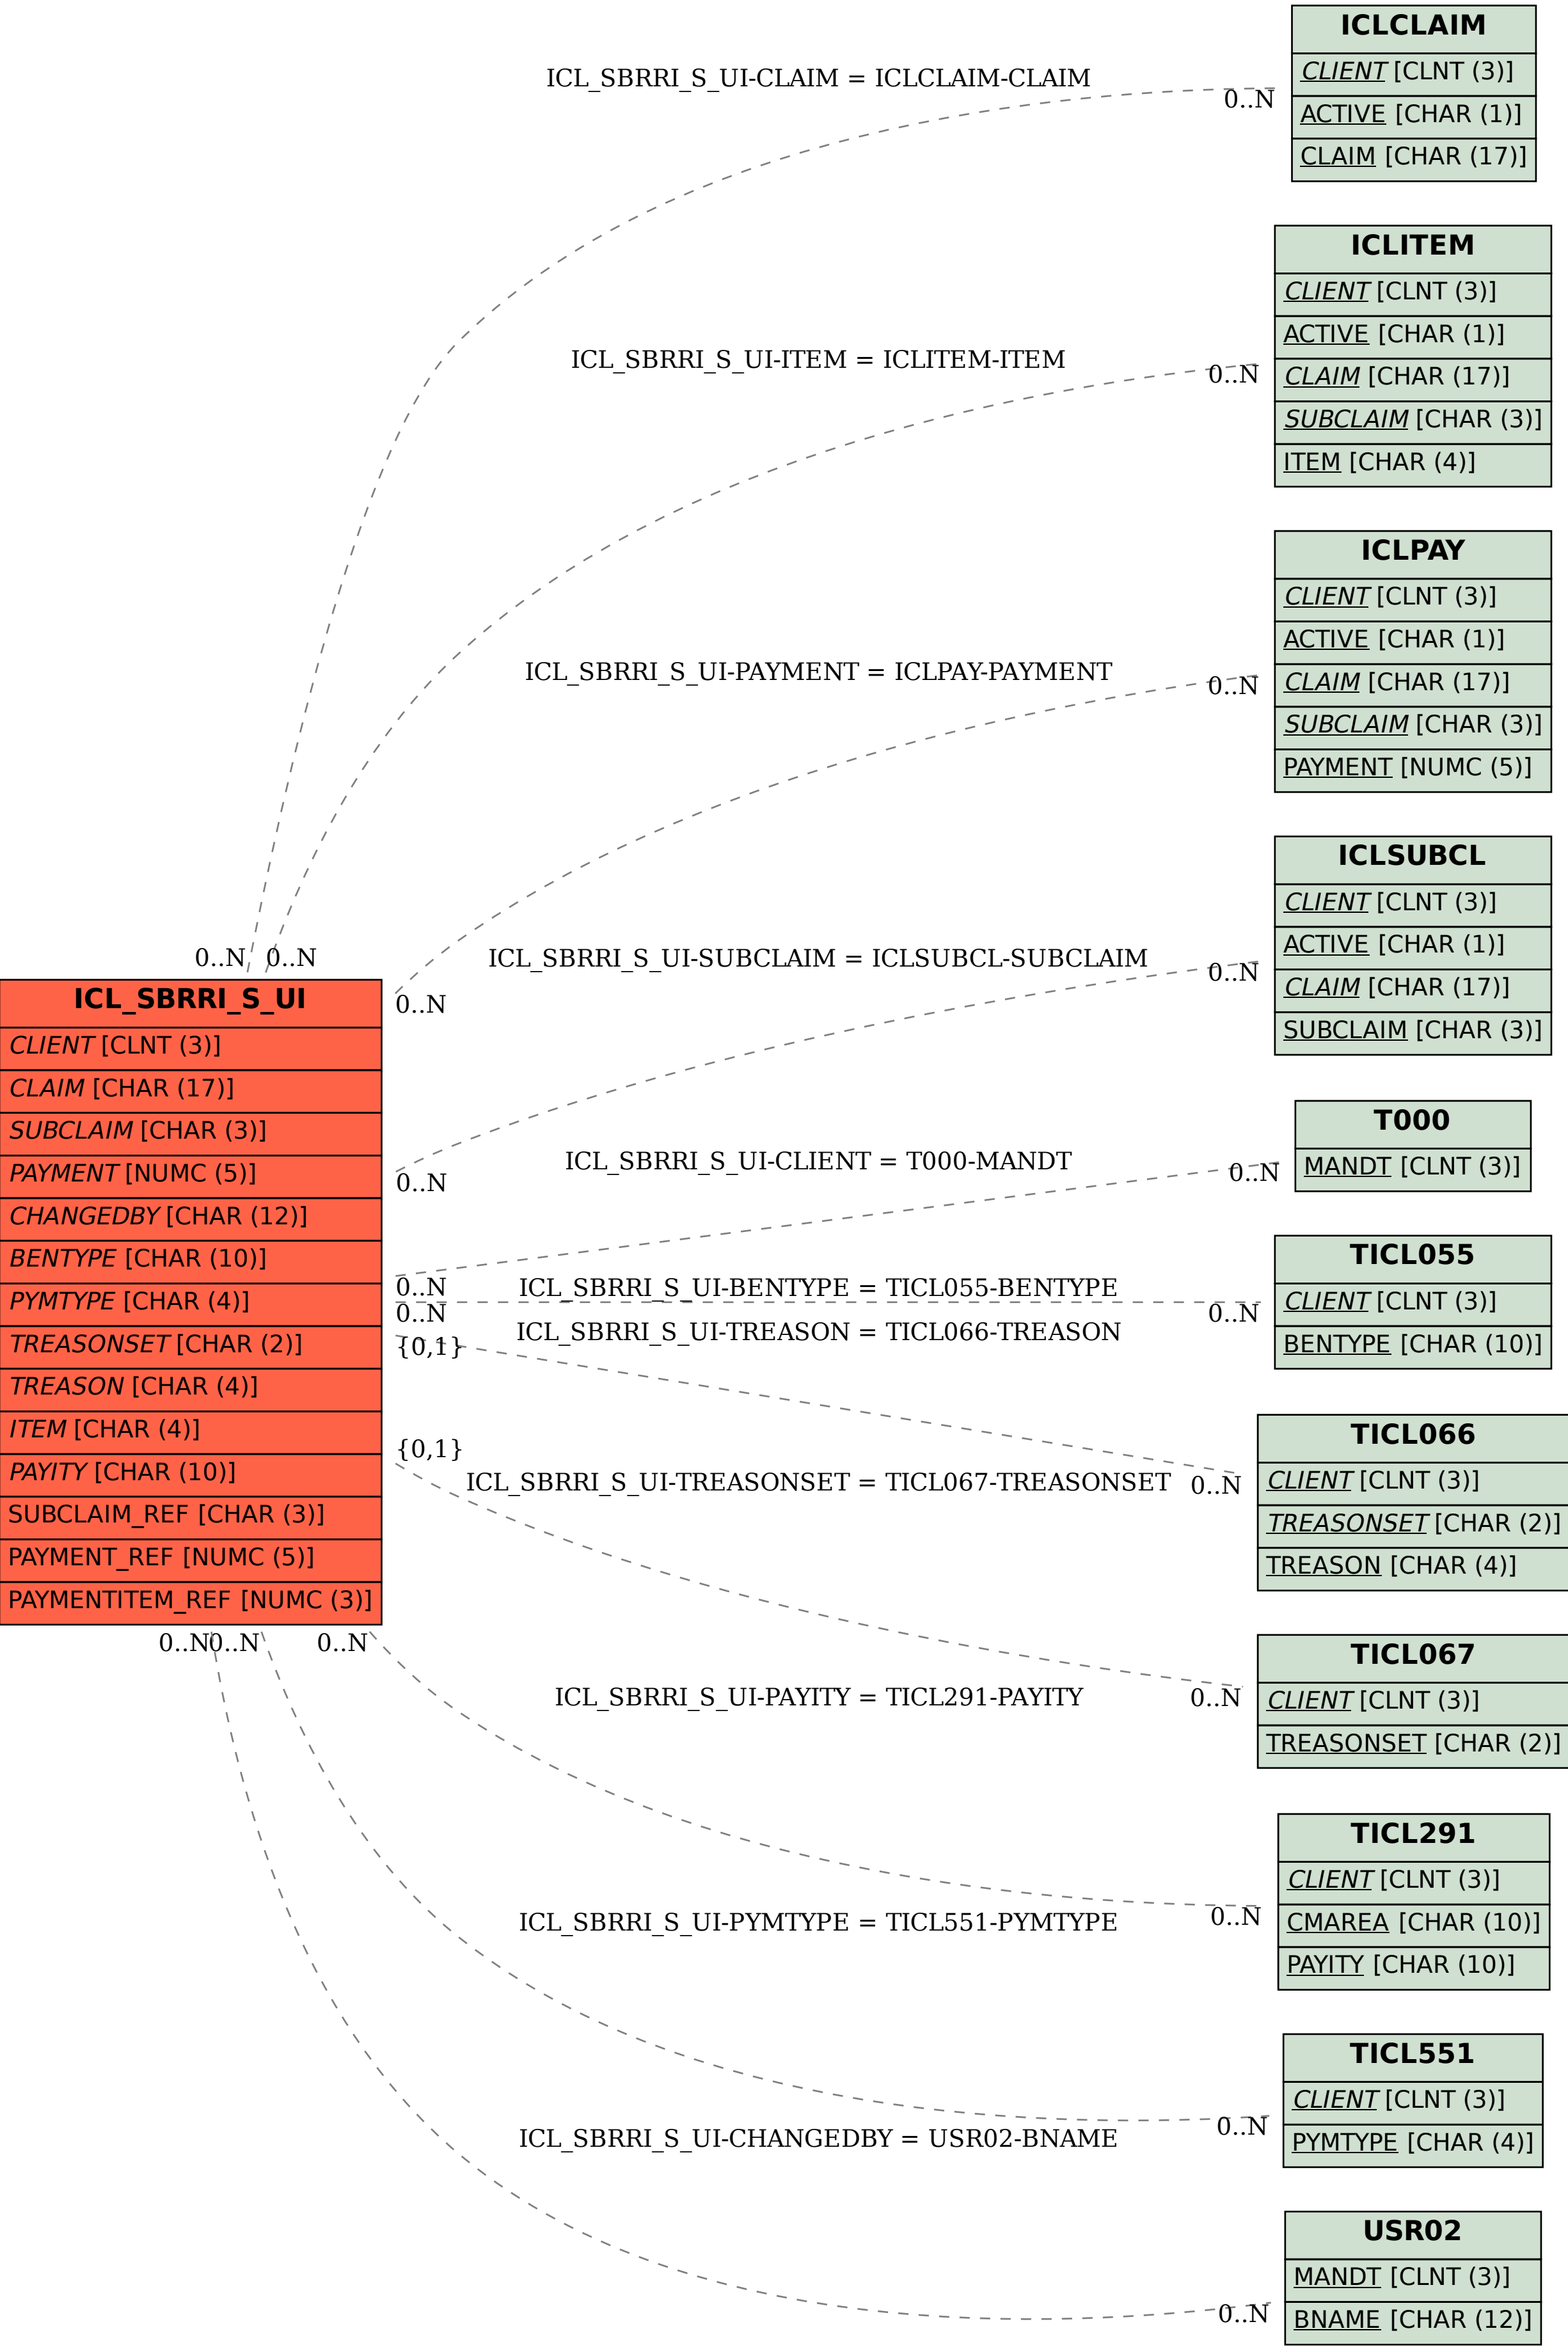 ICLCLAIM
CLIENT [CLNT (3)]
ACTIVE [CHAR (1)]
CLAIM [CHAR (17)]
ICL_SBRRI_S_UI-CLAIM = ICLCLAIM-CLAIM
0..N
ICLITEM
CLIENT [CLNT (3)]
ACTIVE [CHAR (1)]
CLAIM [CHAR (17)]
SUBCLAIM [CHAR (3)]
ITEM [CHAR (4)]
ICL_SBRRI_S_UI-ITEM = ICLITEM-ITEM
0..N
ICLPAY
CLIENT [CLNT (3)]
ACTIVE [CHAR (1)]
CLAIM [CHAR (17)]
SUBCLAIM [CHAR (3)]
PAYMENT [NUMC (5)]
ICL_SBRRI_S_UI-PAYMENT = ICLPAY-PAYMENT
0..N
ICLSUBCL
CLIENT [CLNT (3)]
ACTIVE [CHAR (1)]
CLAIM [CHAR (17)]
SUBCLAIM [CHAR (3)]
ICL_SBRRI_S_UI-SUBCLAIM = ICLSUBCL-SUBCLAIM
0..N
0..N 0..N
0..N
ICL_SBRRI_S_UI
CLIENT [CLNT (3)]
CLAIM [CHAR (17)]
SUBCLAIM [CHAR (3)]
PAYMENT [NUMC (5)]
CHANGEDBY [CHAR (12)]
BENTYPE [CHAR (10)]
PYMTYPE [CHAR (4)]
TREASONSET [CHAR (2)]
TREASON [CHAR (4)]
ITEM [CHAR (4)]
PAYITY [CHAR (10)]
SUBCLAIM_REF [CHAR (3)]
PAYMENT_REF [NUMC (5)]
PAYMENTITEM_REF [NUMC (3)]
0..N
ICL_SBRRI_S_UI-CLIENT = T000-MANDT
0..N
T000
MANDT [CLNT (3)]
0..N
ICL_SBRRI_S_UI-BENTYPE = TICL055-BENTYPE
0..N
0..N
TICL055
CLIENT [CLNT (3)]
BENTYPE [CHAR (10)]
ICL_SBRRI_S_UI-TREASON = TICL066-TREASON
{0,1}
0..N
TICL066
CLIENT [CLNT (3)]
TREASONSET [CHAR (2)]
TREASON [CHAR (4)]
{0,1}
ICL_SBRRI_S_UI-TREASONSET = TICL067-TREASONSET
0..N
TICL067
CLIENT [CLNT (3)]
TREASONSET [CHAR (2)]
0..N 0..N 0..N
ICL_SBRRI_S_UI-PAYITY = TICL291-PAYITY
0..N
TICL291
CLIENT [CLNT (3)]
CMAREA [CHAR (10)]
PAYITY [CHAR (10)]
ICL_SBRRI_S_UI-PYMTYPE = TICL551-PYMTYPE
0..N
TICL551
CLIENT [CLNT (3)]
PYMTYPE [CHAR (4)]
ICL_SBRRI_S_UI-CHANGEDBY = USR02-BNAME
0..N
USR02
MANDT [CLNT (3)]
BNAME [CHAR (12)]